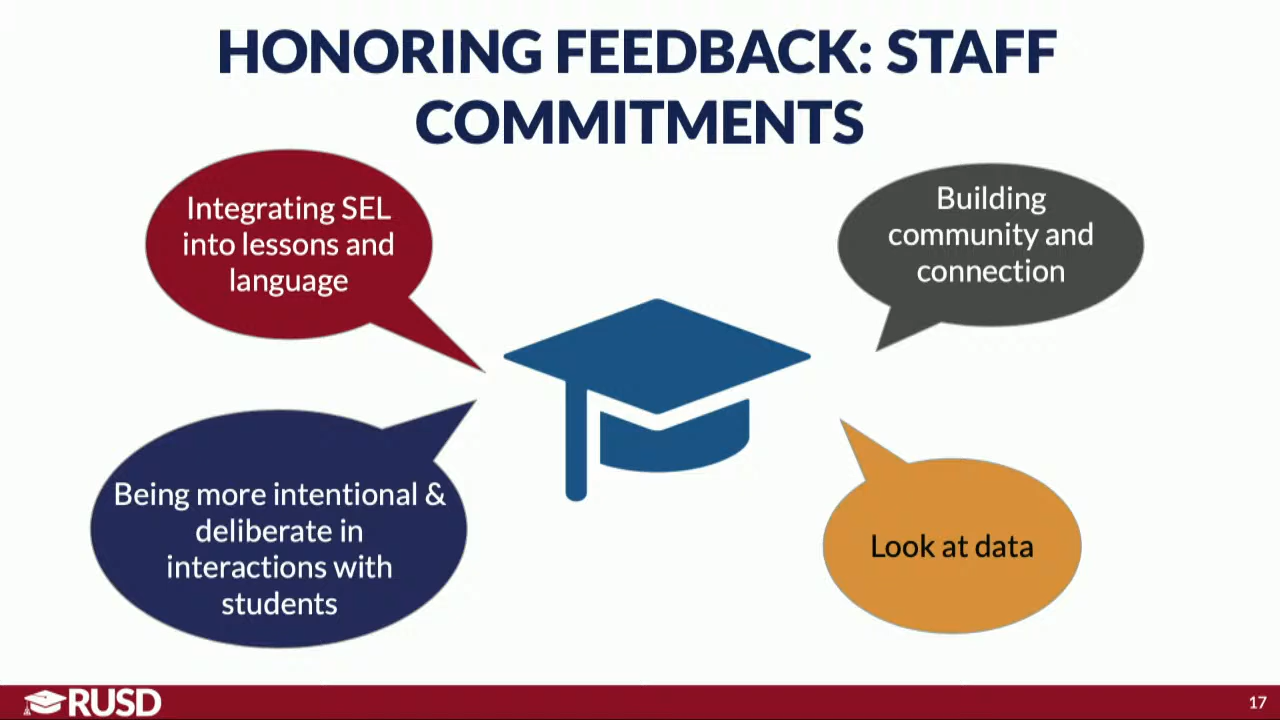 HONORING FEEDBACK: STAFF
COMMITMENTS
Integrating SEL
into lessons and
language
Building
community and
connection
Being more intentional &
deliberate in
interactions with
students
Look at data
RUSD
17